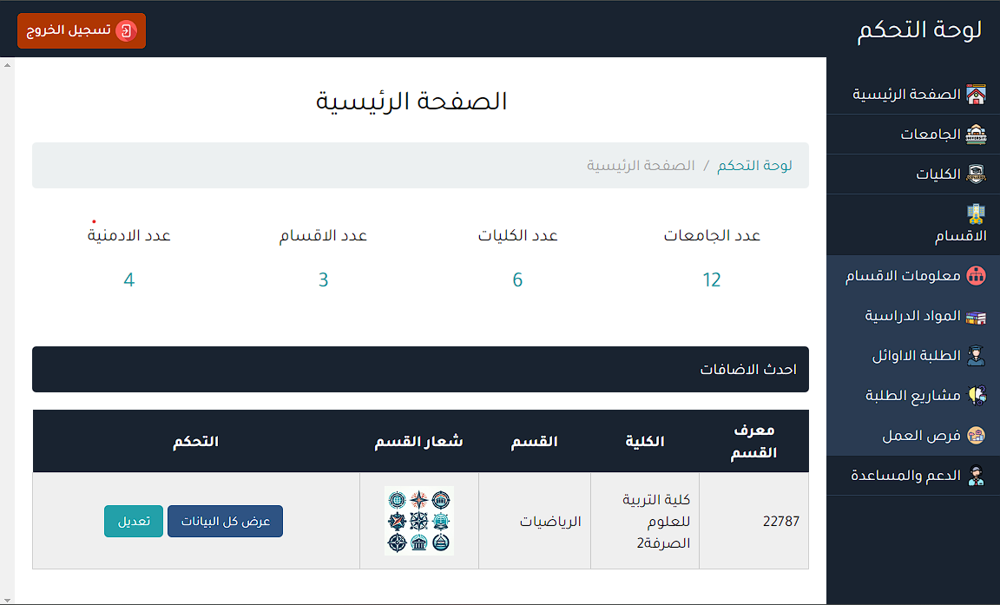 لوحة التحكم
تسجيل الخروج
الصفحة الرئيسية
الجامعات
الكليات
الاقسام
معلومات الاقسام
المواد الدراسية
الطلبة الااوائل
مشاريع الطلبة
فرص العمل
الدعم والمساعدة
الصفحة الرئيسية
لوحة التحكم / الصفحة الرئيسية
عدد الجامعات
12
عدد الكليات
6
عدد الاقسام
3
عدد الادمنية
4
احدث الاضافات
معرف
القسم
الكلية
القسم
شعار القسم
التحكم
22787
كلية التربية
للعلوم
الصرفة2
الرياضيات
عرض كل البيانات
تعديل